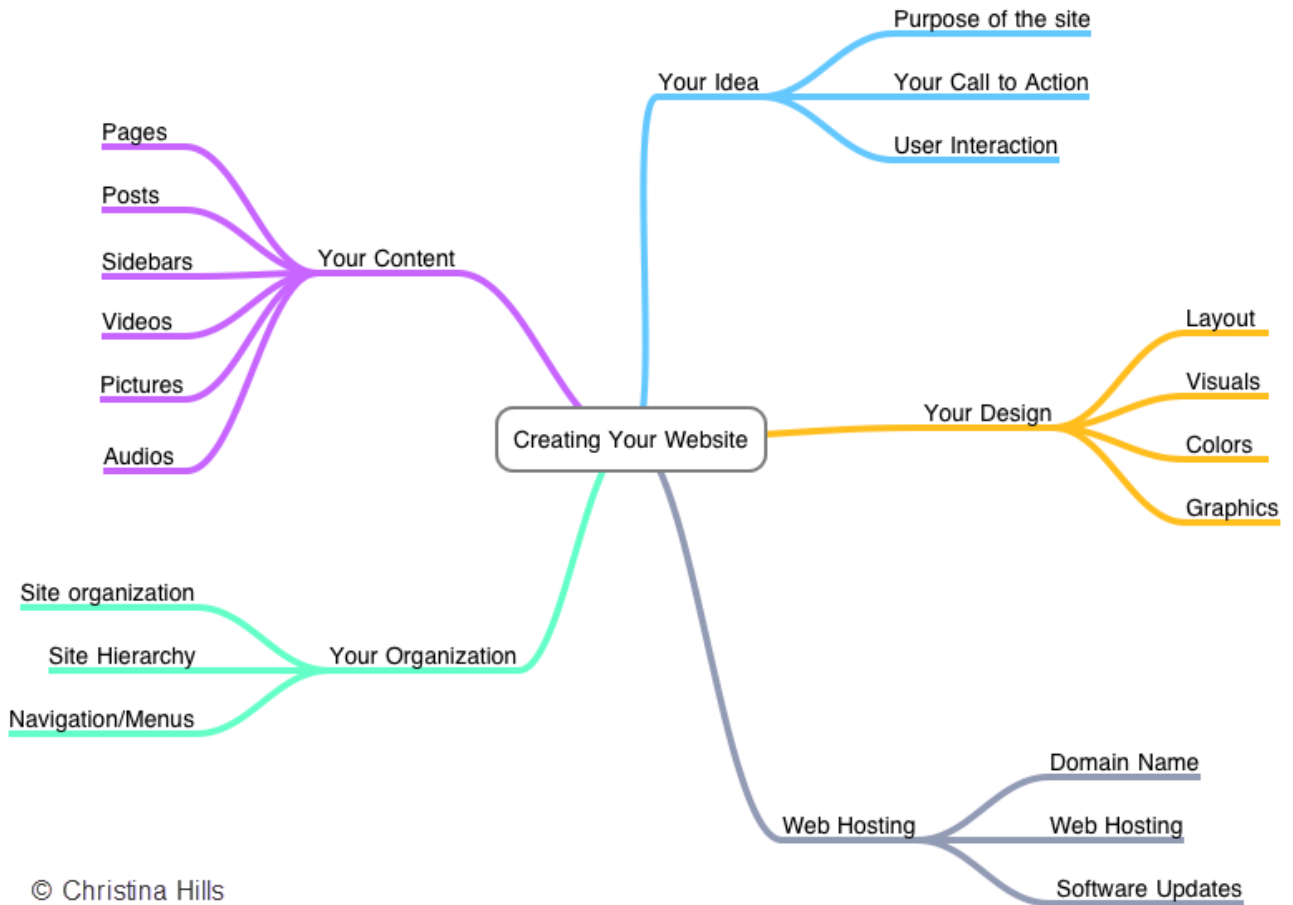 Creating Your Website
Your Idea
Purpose of the site
Your Call to Action
User Interaction
Your Design
Layout
Visuals
Colors
Graphics
Web Hosting
Domain Name
Web Hosting
Software Updates
Your Organization
Site organization
Site Hierarchy
Navigation/Menus
Your Content
Pages
Posts
Sidebars
Videos
Pictures
Audios
© Christina Hills